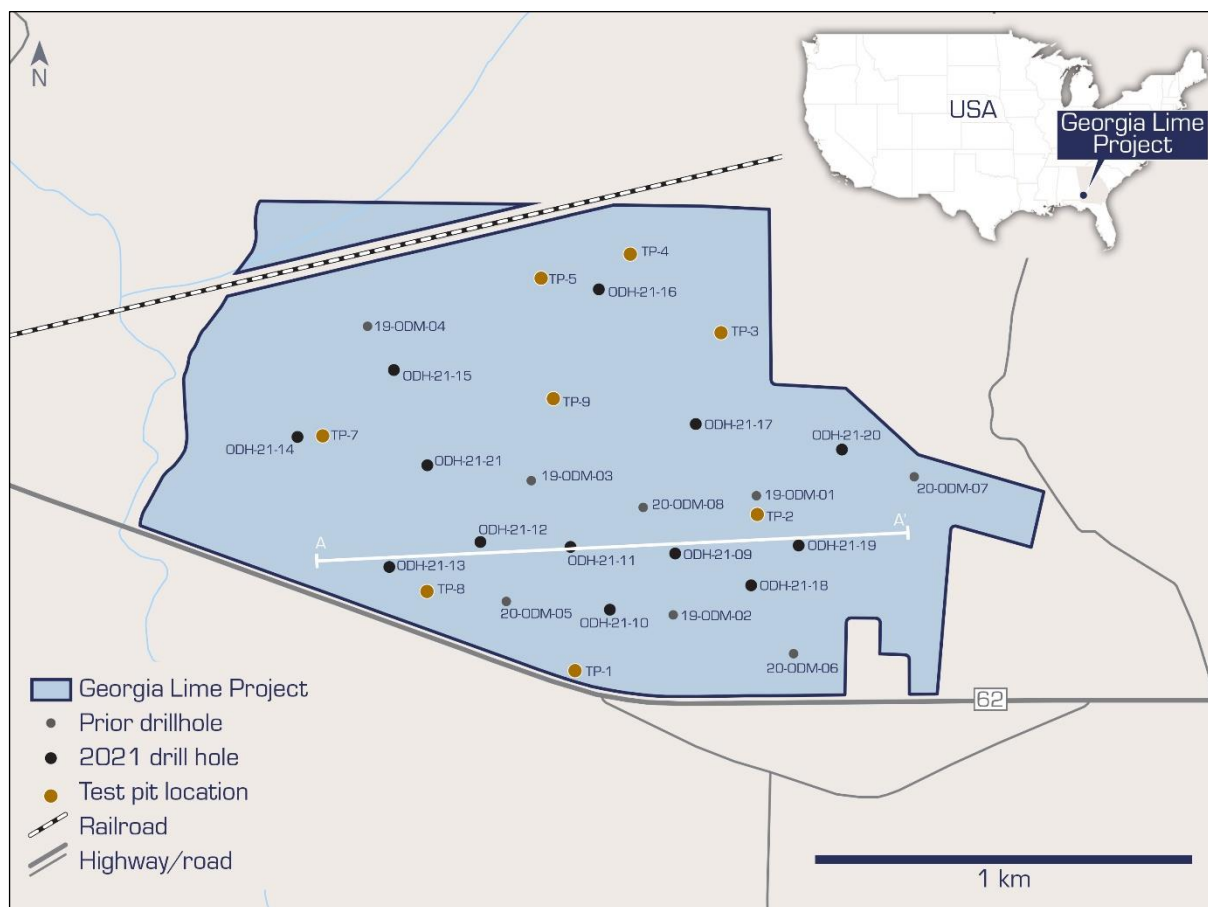 N
USA
Georgia Lime
Project
TP-4
TP-5
ODH-21-16
19-ODM-04
TP-3
ODH-21-15
TP-9
ODH-21-17
TP-7
ODH-21-14
ODH-21-20
ODH-21-21
19-ODM-03
20-ODM-07
19-ODM-01
20-ODM-08
TP-2
A'
ODH-21-12
A
ODH-21-11
ODH-21-09
ODH-21-19
ODH-21-13
TP-8
ODH-21-18
20-ODM-05
ODH-21-10
19-ODM-02
20-ODM-06
TP-1
62
Georgia Lime Project
Prior drillhole
2021 drill hole
Test pit location
Railroad
Highway/road
1 km